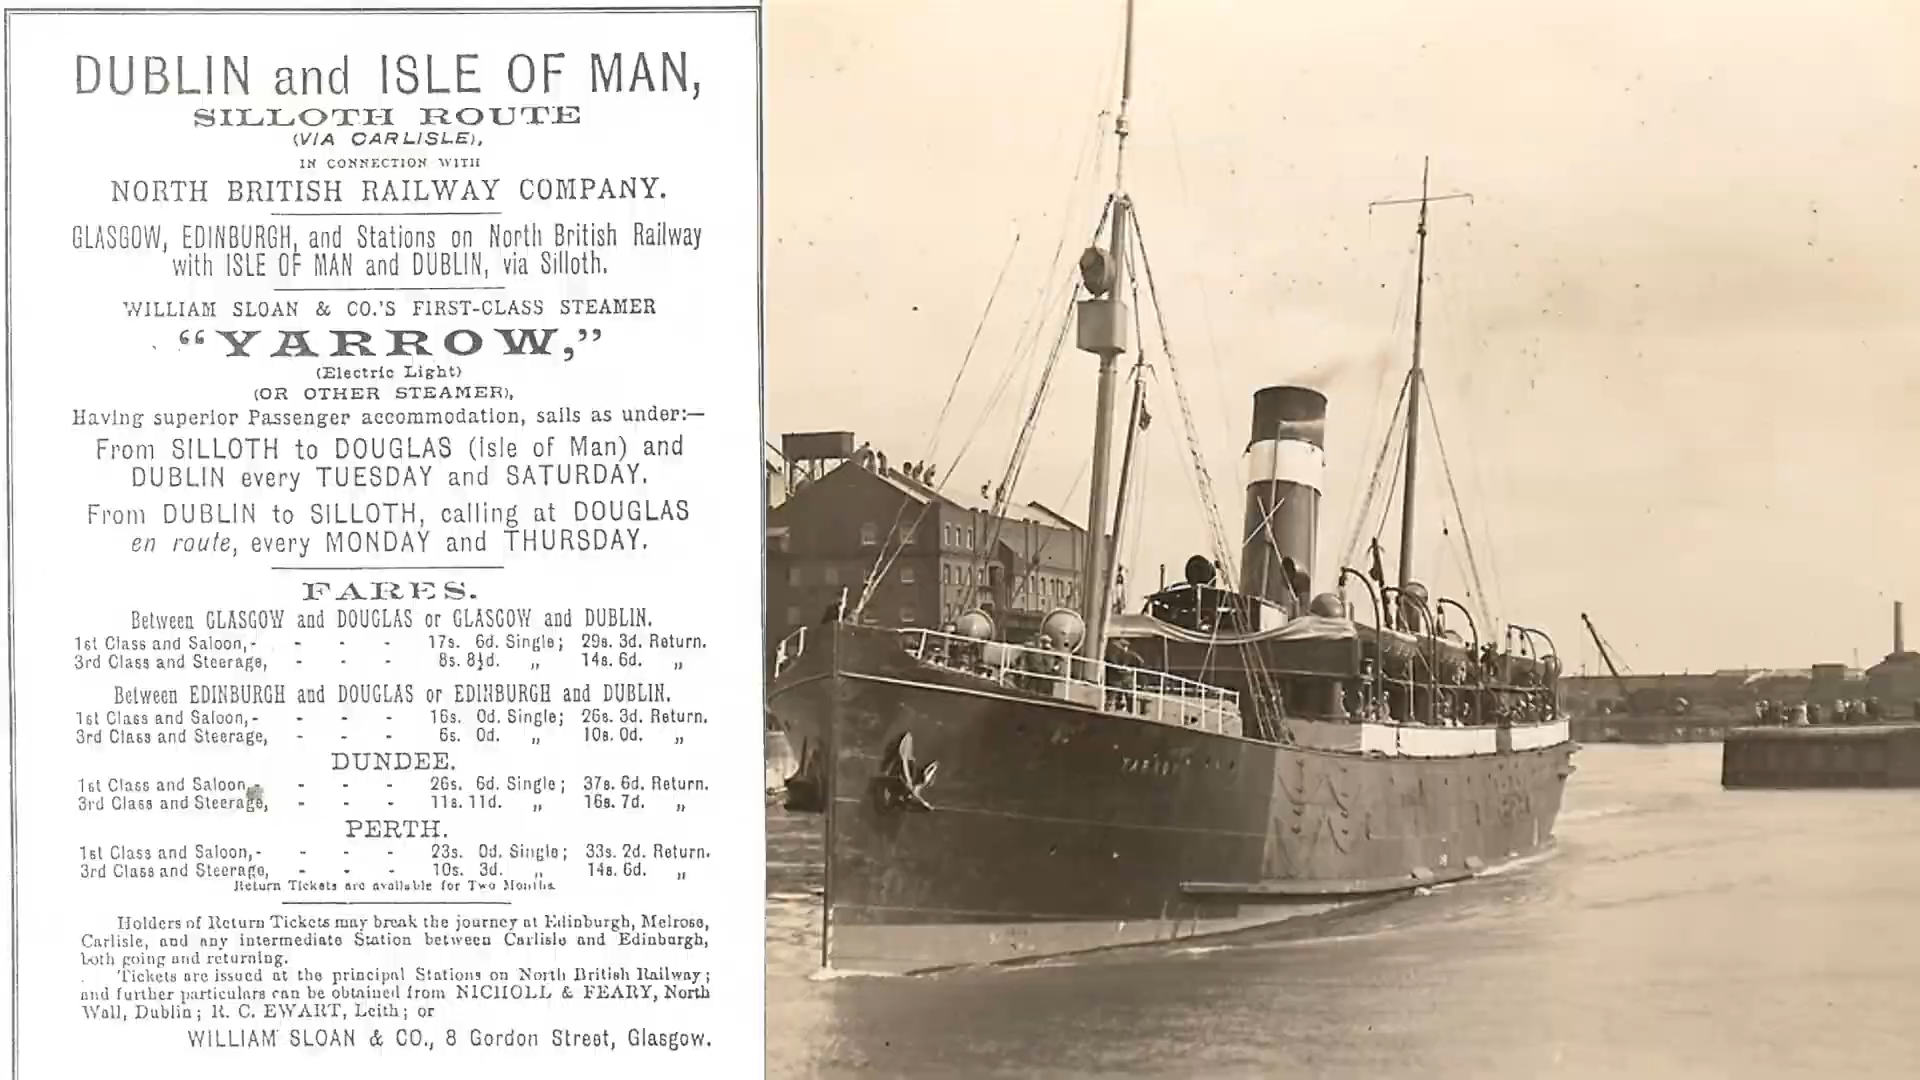 DUBLIN and ISLE OF MAN,
SILLOTH ROUTE
(VIA CARLISLE),
IN CONNECTION WITH
NORTH BRITISH RAILWAY COMPANY.
GLASGOW, EDINBURGH, and Stations on North British Railway
with ISLE OF MAN and DUBLIN, via Silloth.
WILLIAM SLOAN & CO.'S FIRST-CLASS STEAMER
“YARROW,”
(Electric Light)
(OR OTHER STEAMER),
Having superior Passenger accommodation, sails as under:—
From SILLOTH to DOUGLAS (Isle of Man) and
DUBLIN every TUESDAY and SATURDAY.
From DUBLIN to SILLOTH, calling at DOUGLAS
en route, every MONDAY and THURSDAY.
FARES.
Between GLASGOW and DOUGLAS or GLASGOW and DUBLIN.
1st Class and Saloon, - - - - 17s. 6d. Single; 29s. 3d. Return.
3rd Class and Steerage, - - - 8s. 8½d. „ 14s. 6d. „
Between EDINBURGH and DOUGLAS or EDINBURGH and DUBLIN.
1st Class and Saloon, - - - - 16s. 0d. Single; 26s. 3d. Return.
3rd Class and Steerage, - - - 6s. 0d. „ 10s. 0d. „
DUNDEE.
1st Class and Saloon, - - - 26s. 6d. Single; 37s. 6d. Return.
3rd Class and Steerage, - - - 11s. 11d. „ 16s. 7d. „
PERTH.
1st Class and Saloon, - - - - 23s. 0d. Single; 33s. 2d. Return.
3rd Class and Steerage, - - - 10s. 3d. „ 14s. 6d. „
Return Tickets are available for Two Months.
Holders of Return Tickets may break the journey at Edinburgh, Melrose,
Carlisle, and any intermediate Station between Carlisle and Edinburgh,
both going and returning.
Tickets are issued at the principal Stations on North British Railway;
and further particulars can be obtained from NICHOLL & FEARY, North
Wall, Dublin; R. C. EWART, Leith; or
WILLIAM SLOAN & CO., 8 Gordon Street, Glasgow.
YARROW